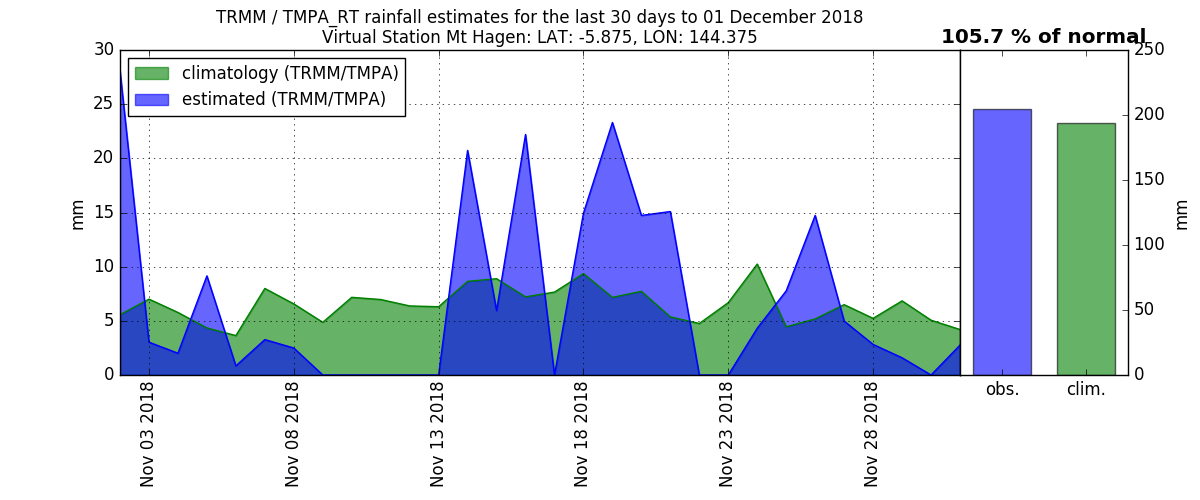 TRMM / TMPA_RT rainfall estimates for the last 30 days to 01 December 2018
Virtual Station Mt Hagen: LAT: -5.875, LON: 144.375
105.7 % of normal
climatology (TRMM/TMPA)
estimated (TRMM/TMPA)
30
25
20
15
10
5
0
mm
250
200
150
100
50
0
mm
obs.
clim.
Nov 03 2018
Nov 08 2018
Nov 13 2018
Nov 18 2018
Nov 23 2018
Nov 28 2018